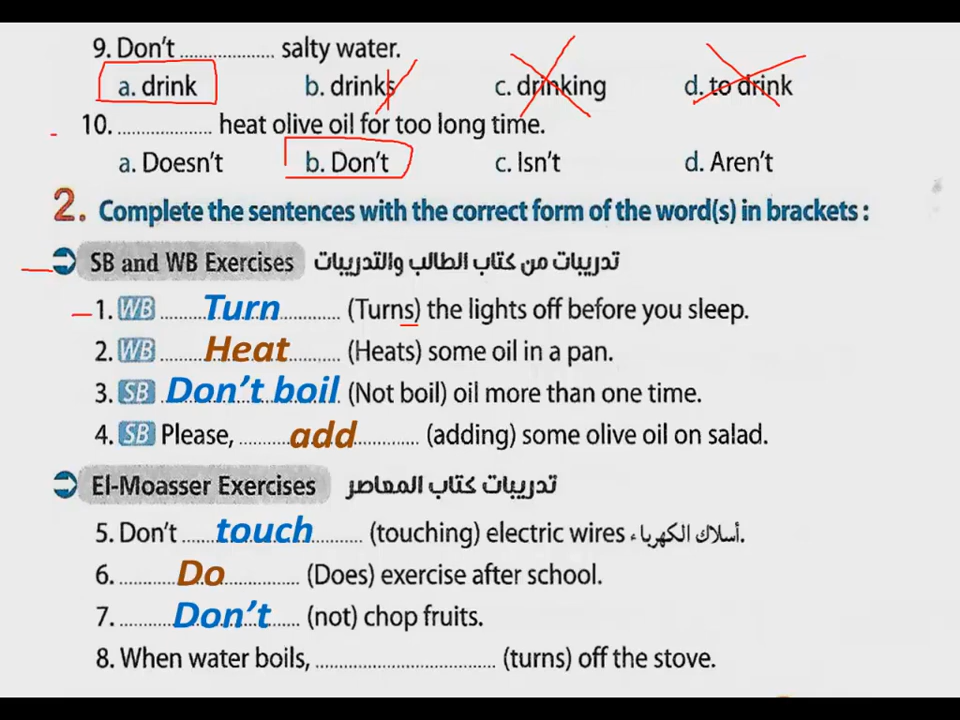 9. Don't .................... salty water.
a. drink b. drinks c. drinking d. to drink
10. .................... heat olive oil for too long time.
a. Doesn't b. Don't c. Isn't d. Aren't
2. Complete the sentences with the correct form of the word(s) in brackets :
SB and WB Exercises تدريبات من كتاب الطالب والتدريبات
1. WB ........Turn........ (Turns) the lights off before you sleep.
2. WB ........Heat........ (Heats) some oil in a pan.
3. SB Don't boil (Not boil) oil more than one time.
4. SB Please, ........add........ (adding) some olive oil on salad.
El-Moasser Exercises تدريبات كتاب المعاصر
5. Don't ......touch........ (touching) electric wires أسلاك الكهرباء.
6. ..........Do............ (Does) exercise after school.
7. ..........Don't...... (not) chop fruits.
8. When water boils, .................................. (turns) off the stove.